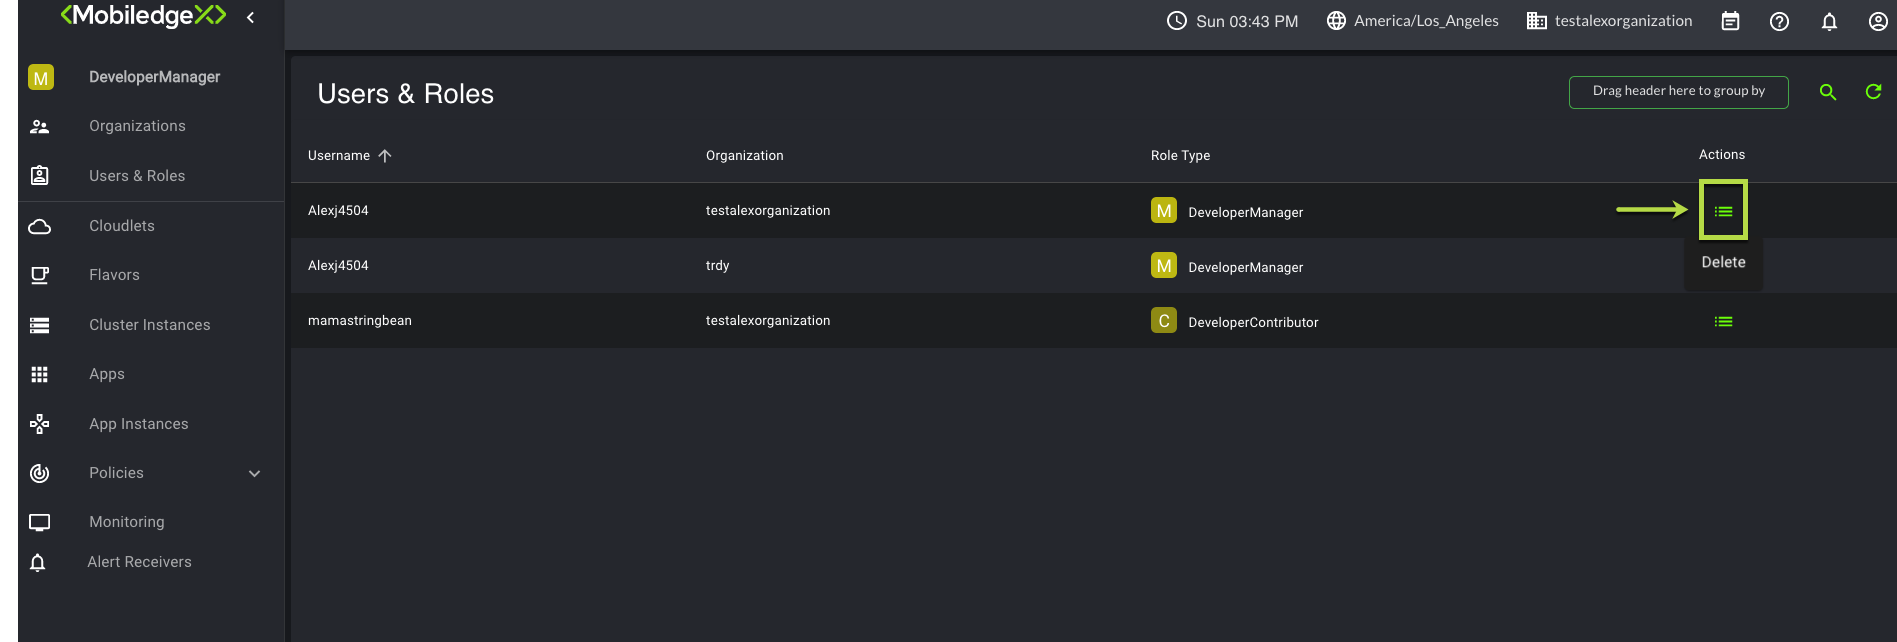 MobiledgeX
Sun 03:43 PM America/Los_Angeles testalexorganization
M DeveloperManager
Organizations
Users & Roles
Cloudlets
Flavors
Cluster Instances
Apps
App Instances
Policies
Monitoring
Alert Receivers
Users & Roles
Drag header here to group by
Username Organization Role Type Actions
Alexj4504 testalexorganization M DeveloperManager
Alexj4504 trdy M DeveloperManager
Delete
mamastringbean testalexorganization C DeveloperContributor